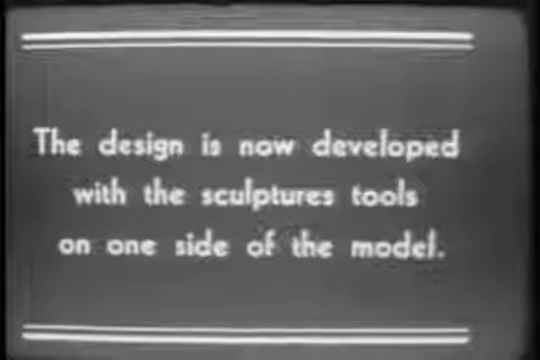 The design is now developed
with the sculptures tools
on one side of the model.